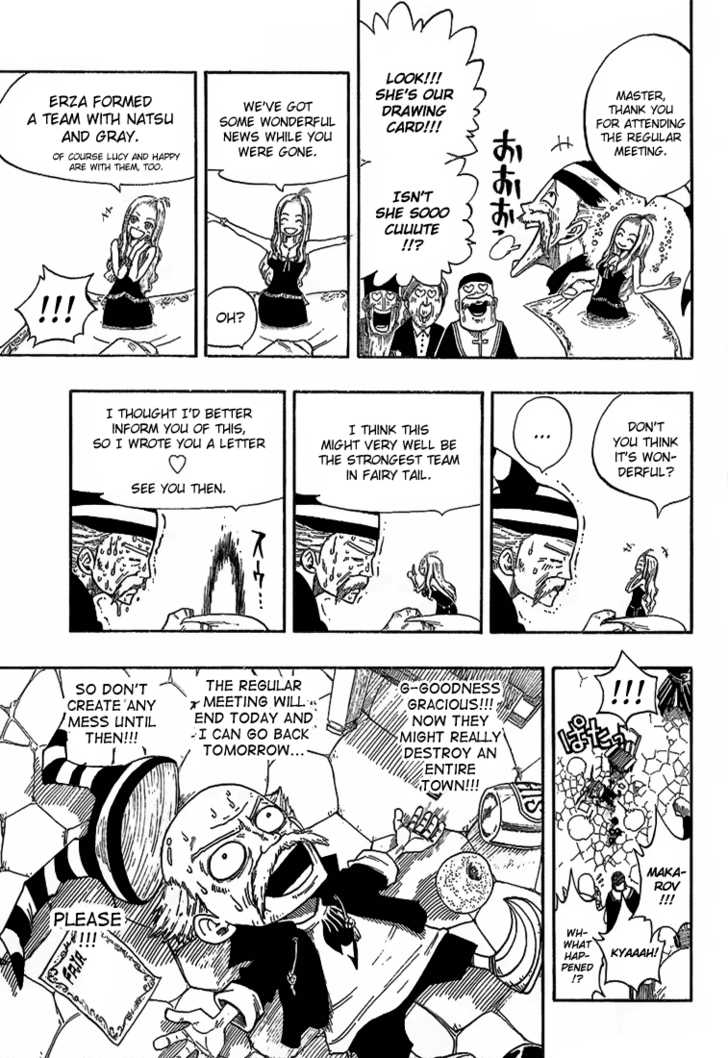 MASTER,
THANK YOU
FOR ATTENDING
THE REGULAR
MEETING.
おおお
LOOK!!!
SHE'S OUR
DRAWING
CARD!!!
ISN'T
SHE SOOO
CUUUTE
!!?
WE'VE GOT
SOME WONDERFUL
NEWS WHILE YOU
WERE GONE.
OH?
ERZA FORMED
A TEAM WITH NATSU
AND GRAY.
OF COURSE LUCY AND HAPPY
ARE WITH THEM, TOO.
!!!
DON'T
YOU THINK
IT'S WON-
DERFUL?
...
I THINK THIS
MIGHT VERY WELL BE
THE STRONGEST TEAM
IN FAIRY TAIL.
I THOUGHT I'D BETTER
INFORM YOU OF THIS,
SO I WROTE YOU A LETTER
♡
SEE YOU THEN.
スゥ…
!!!
ぱたっ
MAKA-
ROV
!!!
KYAAAH!
WH-
WHAT
HAP-
PENED
!?
G-GOODNESS
GRACIOUS!!!
NOW THEY
MIGHT REALLY
DESTROY AN
ENTIRE
TOWN!!!
THE REGULAR
MEETING WILL
END TODAY AND
I CAN GO BACK
TOMORROW...
SO DON'T
CREATE ANY
MESS UNTIL
THEN!!!
PLEASE
!!!